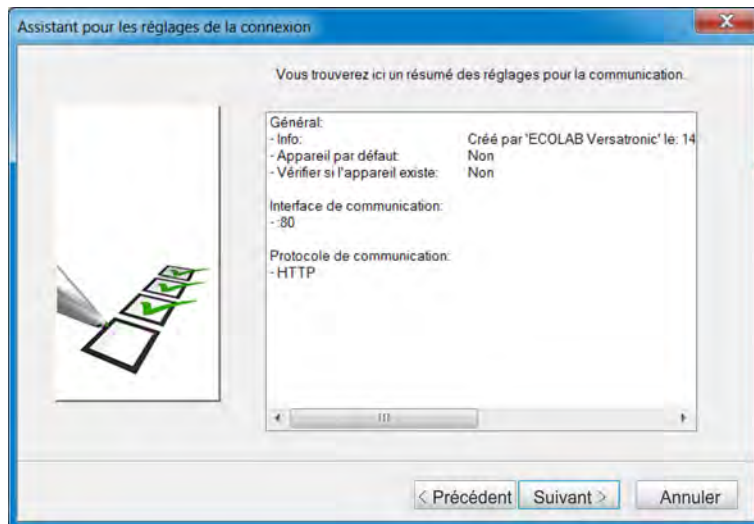 Assistant pour les réglages de la connexion
Vous trouverez ici un résumé des réglages pour la communication.
Général:
- Info: Créé par 'ECOLAB Versatronic' le: 14
- Appareil par défaut: Non
- Vérifier si l'appareil existe: Non
Interface de communication:
- :80
Protocole de communication:
- HTTP
< Précédent Suivant > Annuler